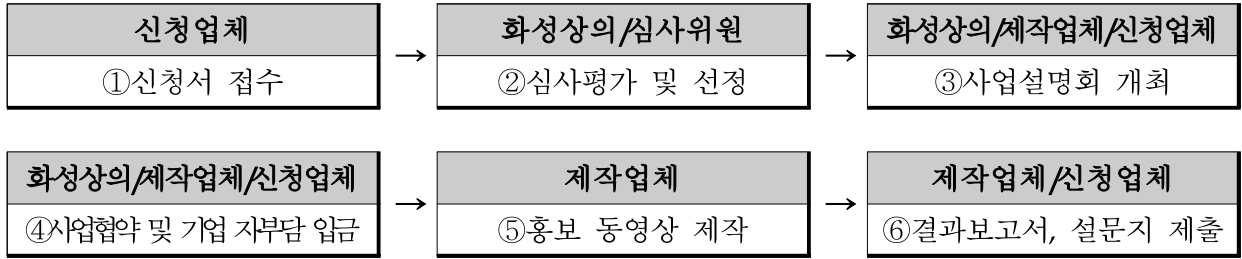 신청업체
①신청서 접수
→
화성상의/심사위원
②심사평가 및 선정
→
화성상의/제작업체/신청업체
③사업설명회 개최
화성상의/제작업체/신청업체
④사업협약 및 기업 자부담 입금
→
제작업체
⑤홍보 동영상 제작
→
제작업체/신청업체
⑥결과보고서, 설문지 제출